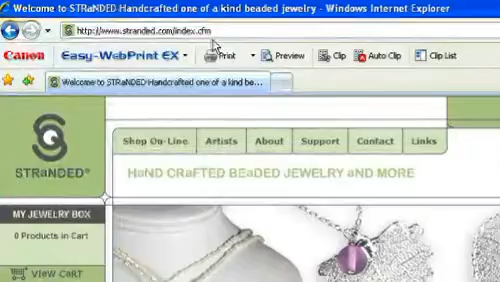 Welcome to STRaNDED-Handcrafted one of a kind beaded jewelry - Windows Internet Explorer
http://www.stranded.com/index.cfm
Canon Easy-WebPrint EX Print Preview Clip Auto Clip Clip List
Welcome to STRaNDED-Handcrafted one of a kind be...
Shop On-Line Artists About Support Contact Links
STRaNDED®
HaND CRaFTED BEaDED JEWELRY aND MORE
MY JEWELRY BOX
0 Products in Cart
VIEW CaRT